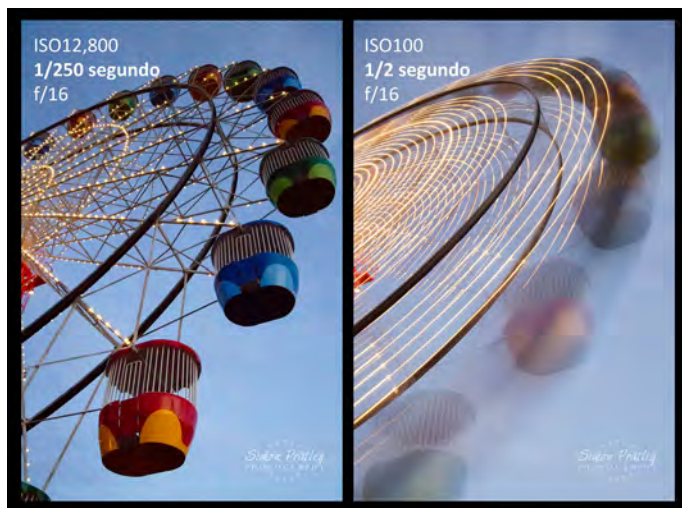 ISO12,800
1/250 segundo
f/16
ISO100
1/2 segundo
f/16